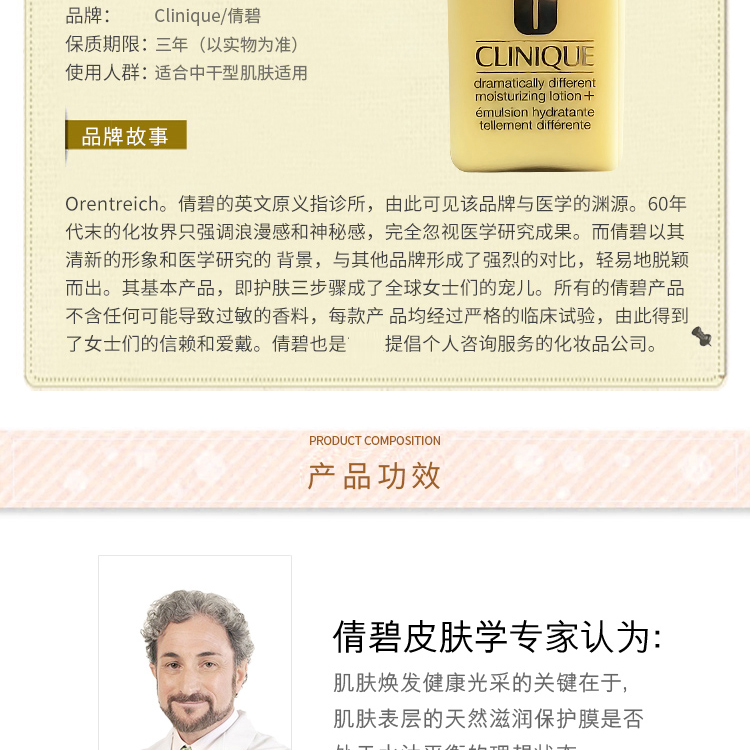 品牌： Clinique/倩碧
保质期限：三年（以实物为准）
使用人群：适合中干型肌肤适用
CLINIQUE
dramatically different
moisturizing lotion+
émulsion hydratante
tellement différente
品牌故事
Orentreich。倩碧的英文原义指诊所，由此可见该品牌与医学的渊源。60年
代末的化妆界只强调浪漫感和神秘感，完全忽视医学研究成果。而倩碧以其
清新的形象和医学研究的 背景，与其他品牌形成了强烈的对比，轻易地脱颖
而出。其基本产品，即护肤三步骤成了全球女士们的宠儿。所有的倩碧产品
不含任何可能导致过敏的香料，每款产 品均经过严格的临床试验，由此得到
了女士们的信赖和爱戴。倩碧也是 提倡个人咨询服务的化妆品公司。
PRODUCT COMPOSITION
产品功效
倩碧皮肤学专家认为:
肌肤焕发健康光采的关键在于,
肌肤表层的天然滋润保护膜是否